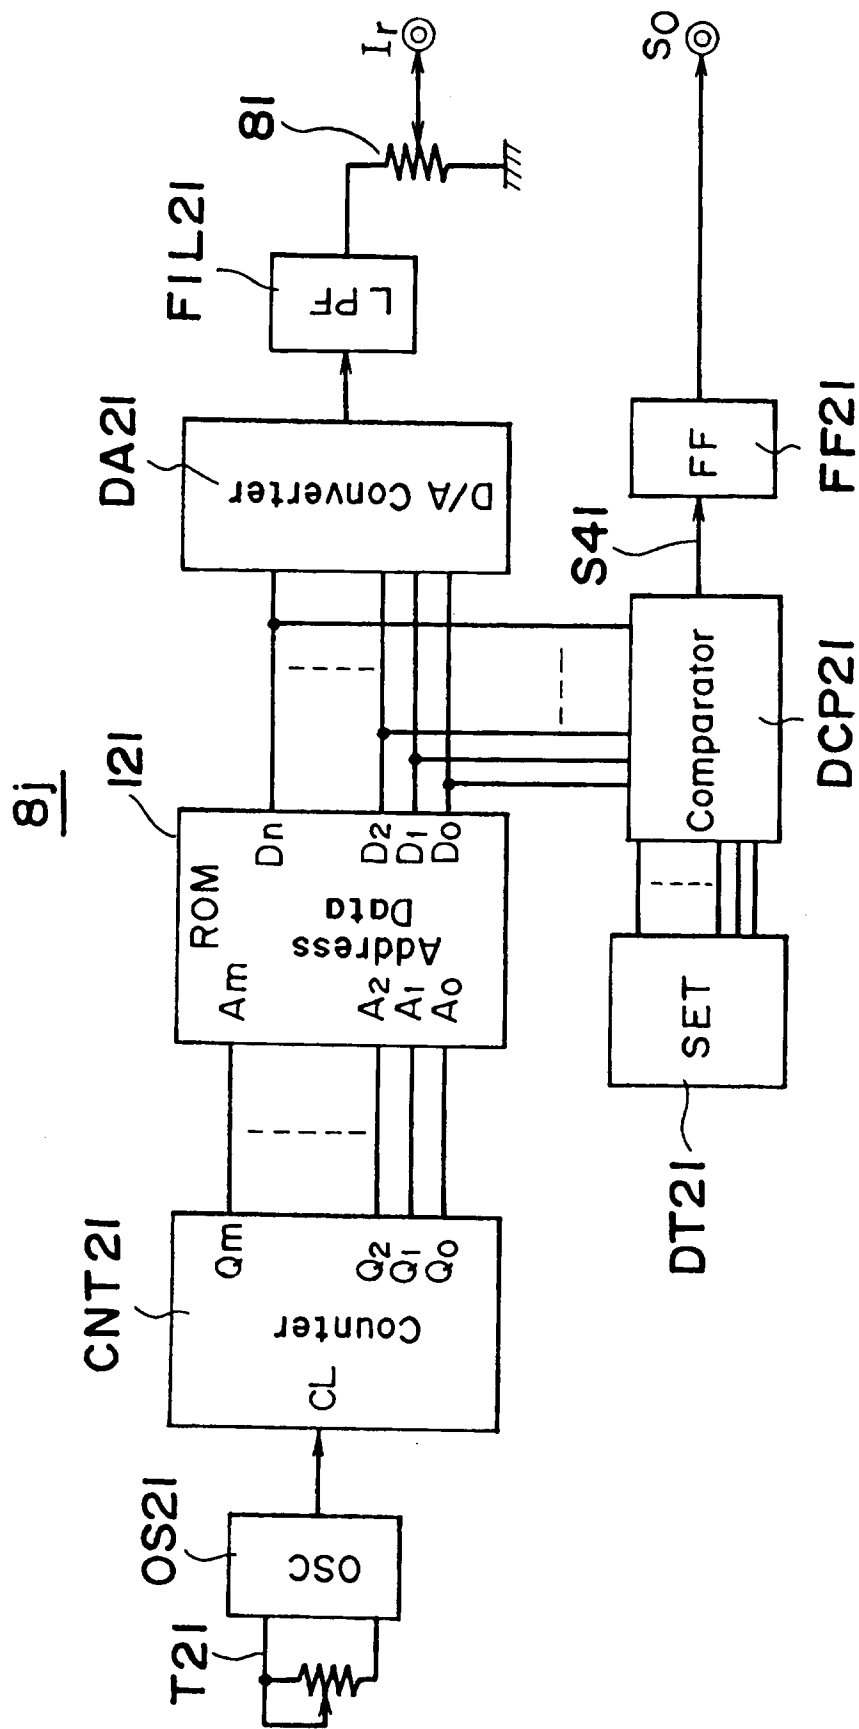 8j
T21
OS21
OSC
CNT21
Counter
CL
Qm
Q2
Q1
Q0
121
ROM
Address
Data
Am
A2
A1
A0
Dn
D2
D1
D0
DA21
D/A Converter
FIL21
LPF
81
Ir
DT21
SET
DCP21
Comparator
S41
FF21
FF
So